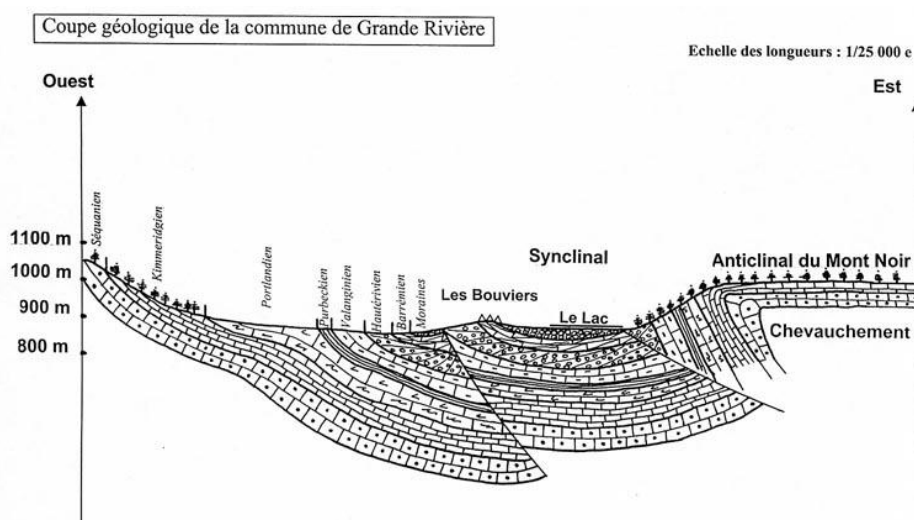 Coupe géologique de la commune de Grande Rivière
Echelle des longueurs : 1/25 000 e
Ouest
Est
Séquanien
Kimmeridgien
Portlandien
Purbeckien
Valanginien
Hautérivien
Barrémien
Moraines
1100 m
1000 m
900 m
800 m
Synclinal
Anticlinal du Mont Noir
Les Bouviers
Le Lac
Chevauchement